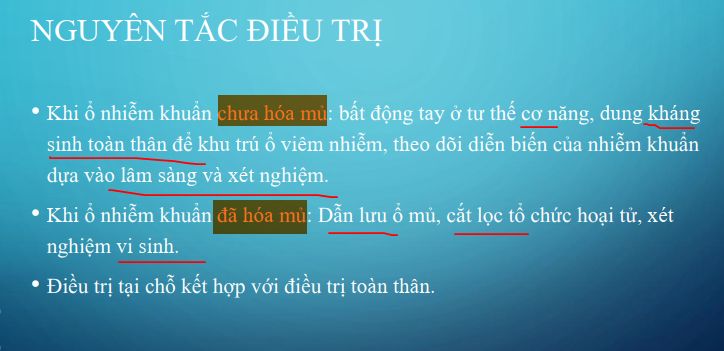 NGUYÊN TẮC ĐIỀU TRỊ
• Khi ổ nhiễm khuẩn chưa hóa mủ: bất động tay ở tư thế cơ năng, dung kháng
sinh toàn thân để khu trú ổ viêm nhiễm, theo dõi diễn biến của nhiễm khuẩn
dựa vào lâm sàng và xét nghiệm.
• Khi ổ nhiễm khuẩn đã hóa mủ: Dẫn lưu ổ mủ, cắt lọc tổ chức hoại tử, xét
nghiệm vi sinh.
• Điều trị tại chỗ kết hợp với điều trị toàn thân.